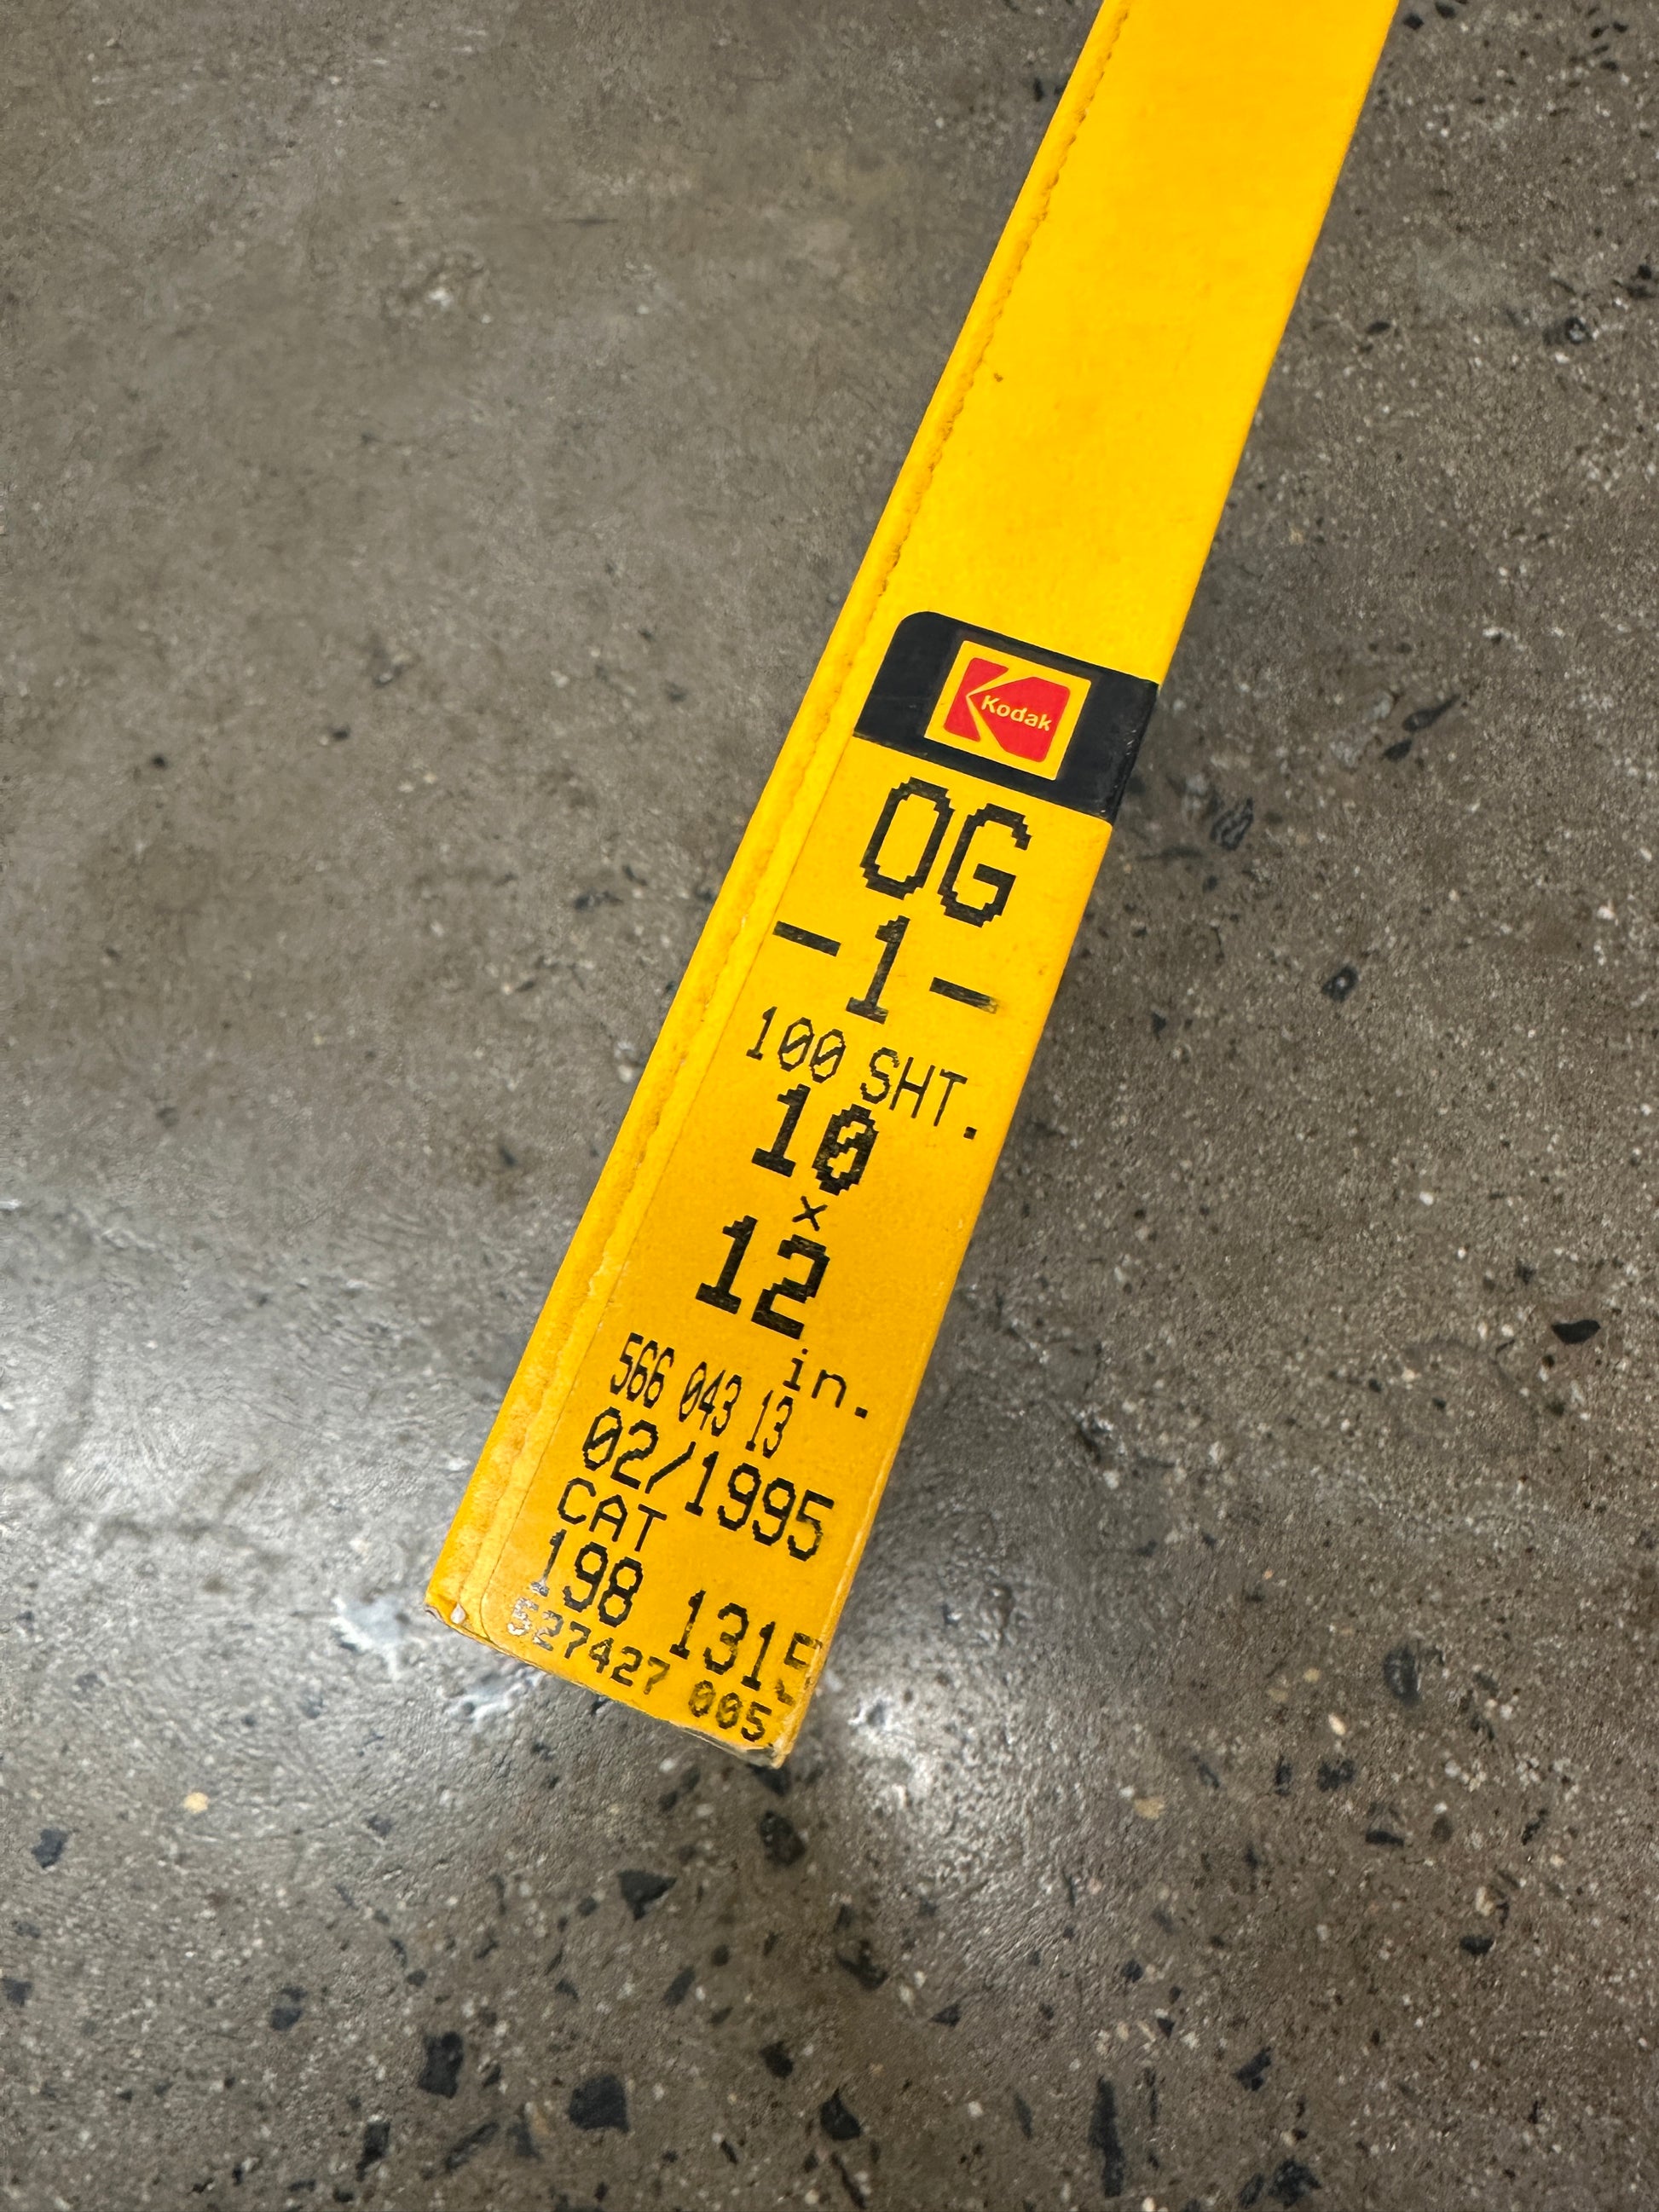 Kodak
OG
-1-
100 SHT.
10
x
12
in.
566 043 13
02/1995
CAT
198 1315
527427 005